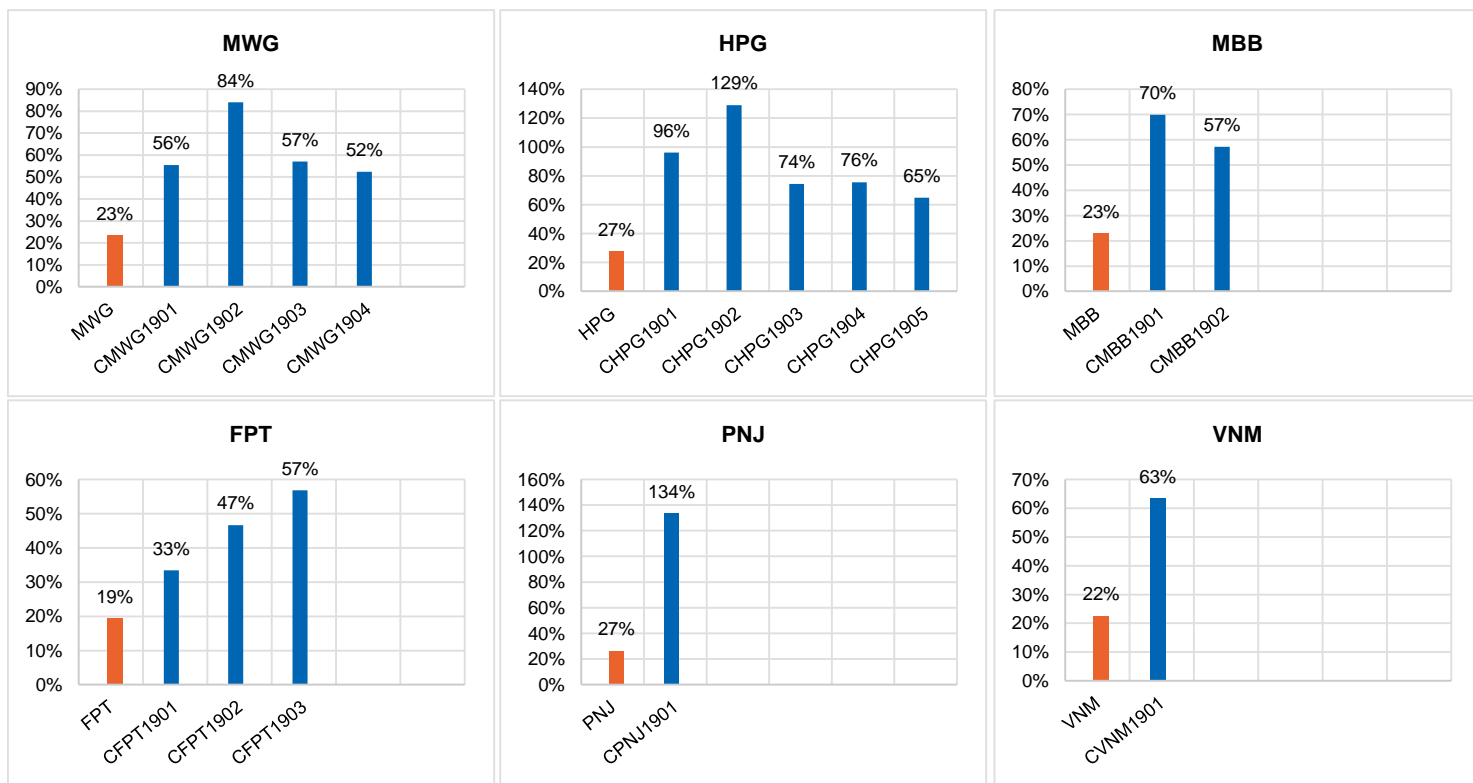 MWG
90%
80%
70%
60%
50%
40%
30%
20%
10%
0%
23%
56%
84%
57%
52%
MWG
CMWG1901
CMWG1902
CMWG1903
CMWG1904
HPG
140%
120%
100%
80%
60%
40%
20%
0%
27%
96%
129%
74%
76%
65%
HPG
CHPG1901
CHPG1902
CHPG1903
CHPG1904
CHPG1905
MBB
80%
70%
60%
50%
40%
30%
20%
10%
0%
23%
70%
57%
MBB
CMBB1901
CMBB1902
FPT
60%
50%
40%
30%
20%
10%
0%
19%
33%
47%
57%
FPT
CFPT1901
CFPT1902
CFPT1903
PNJ
160%
140%
120%
100%
80%
60%
40%
20%
0%
27%
134%
PNJ
CPNJ1901
VNM
70%
60%
50%
40%
30%
20%
10%
0%
22%
63%
VNM
CVNM1901